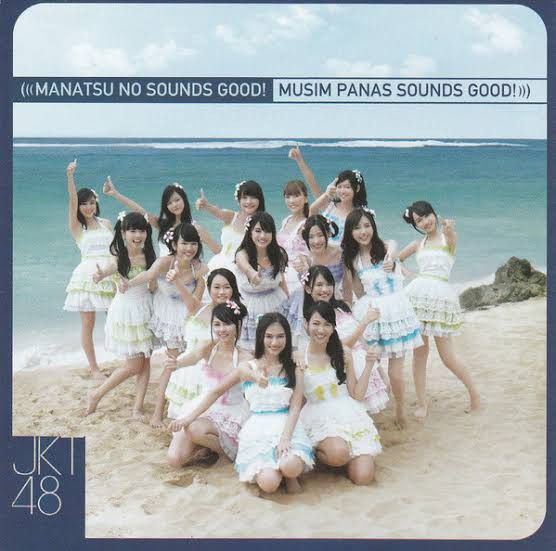 (((MANATSU NO SOUNDS GOOD! MUSIM PANAS SOUNDS GOOD!)))
JKT
48